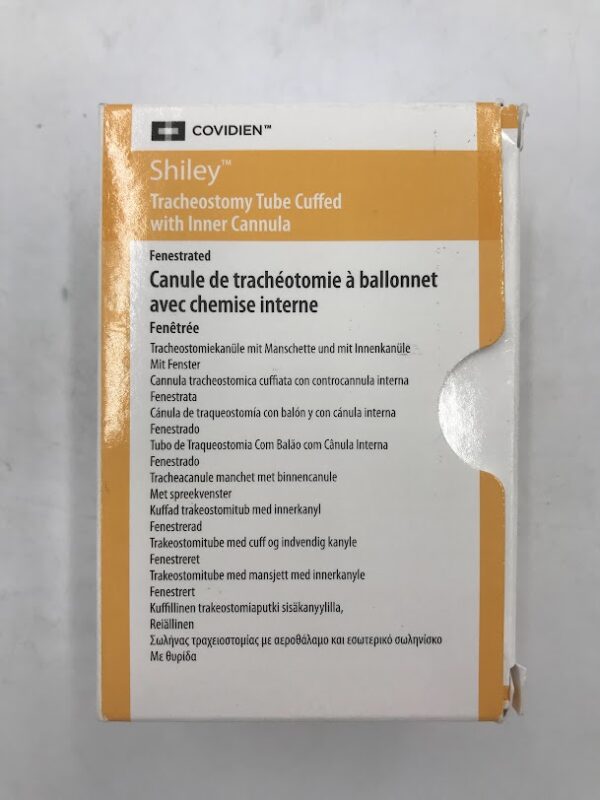 COVIDIEN™
Shiley™
Tracheostomy Tube Cuffed
with Inner Cannula
Fenestrated
Canule de trachéotomie à ballonnet
avec chemise interne
Fenêtrée
Tracheostomiekanüle mit Manschette und mit Innenkanüle
Mit Fenster
Cannula tracheostomica cuffiata con controcannula interna
Fenestrata
Cánula de traqueostomía con balón y con cánula interna
Fenestrado
Tubo de Traqueostomia Com Balão com Cânula Interna
Fenestrado
Tracheacanule manchet met binnencanule
Met spreekvenster
Kuffad trakeostomitub med innerkanyl
Fenestrerad
Trakeostomitube med cuff og indvendig kanyle
Fenestreret
Trakeostomitube med mansjett med innerkanyle
Fenestrert
Kuffillinen trakeostomiaputki sisäkanyylilla,
Reiällinen
Σωλήνας τραχειοστομίας με αεροθάλαμο και εσωτερικό σωληνίσκο
Με θυρίδα